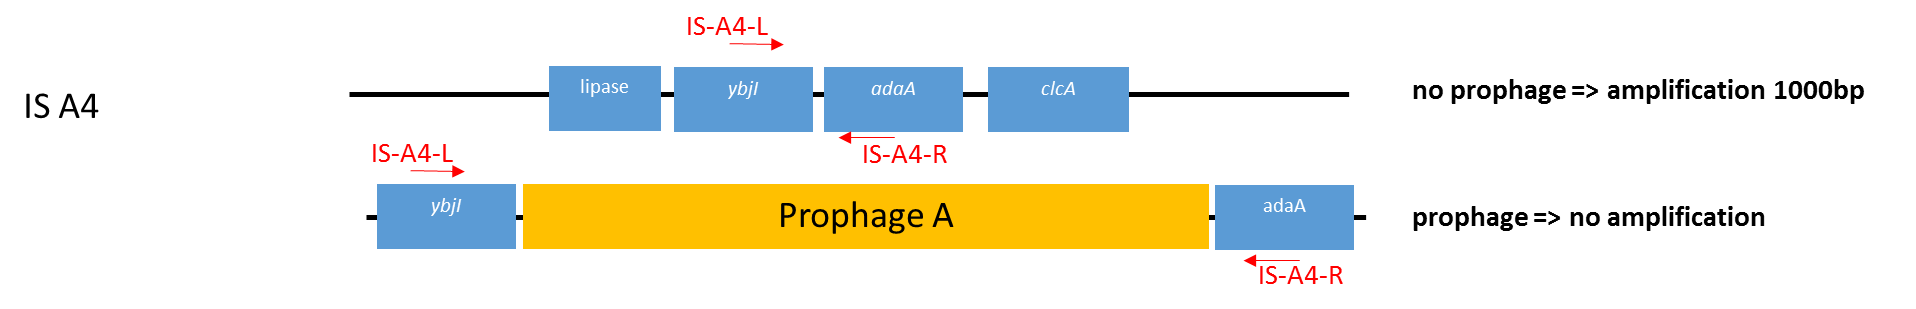 IS-A4-L
IS A4
lipase
ybjI
adaA
clcA
no prophage => amplification 1000bp
IS-A4-R
IS-A4-L
ybjI
Prophage A
adaA
prophage => no amplification
IS-A4-R